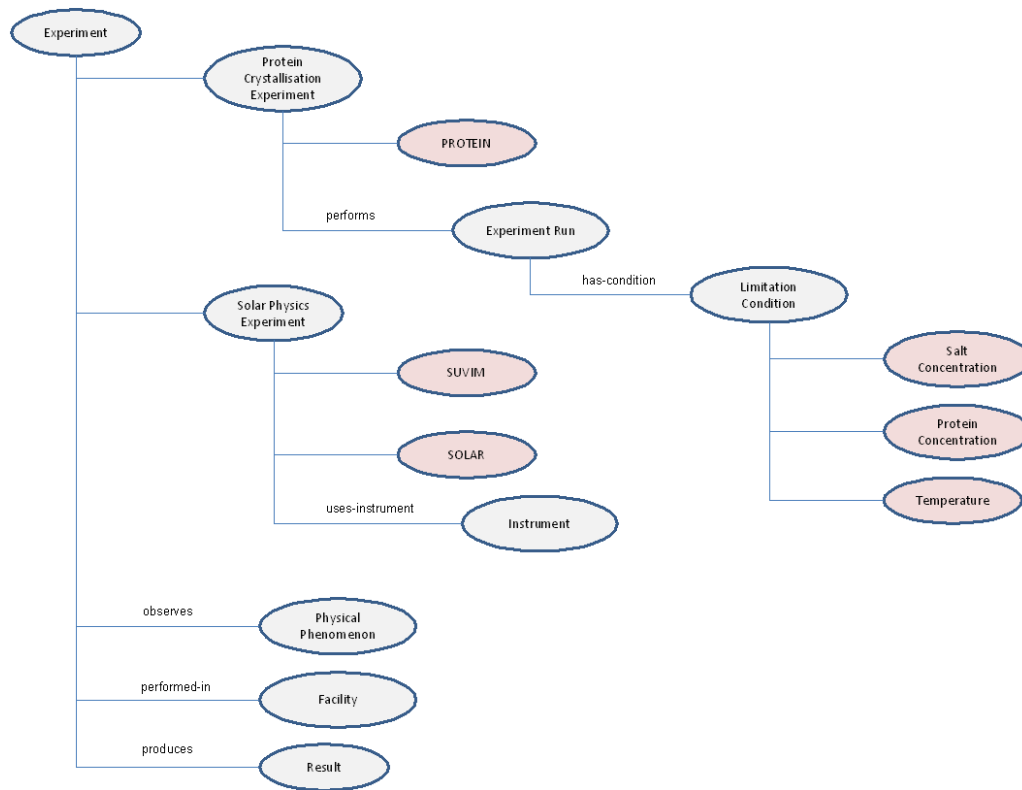 Experiment
Protein
Crystallisation
Experiment
PROTEIN
performs
Experiment Run
has-condition
Limitation
Condition
Solar Physics
Experiment
Salt
Concentration
SUVIM
Protein
Concentration
SOLAR
Temperature
uses-instrument
Instrument
observes
Physical
Phenomenon
performed-in
Facility
produces
Result